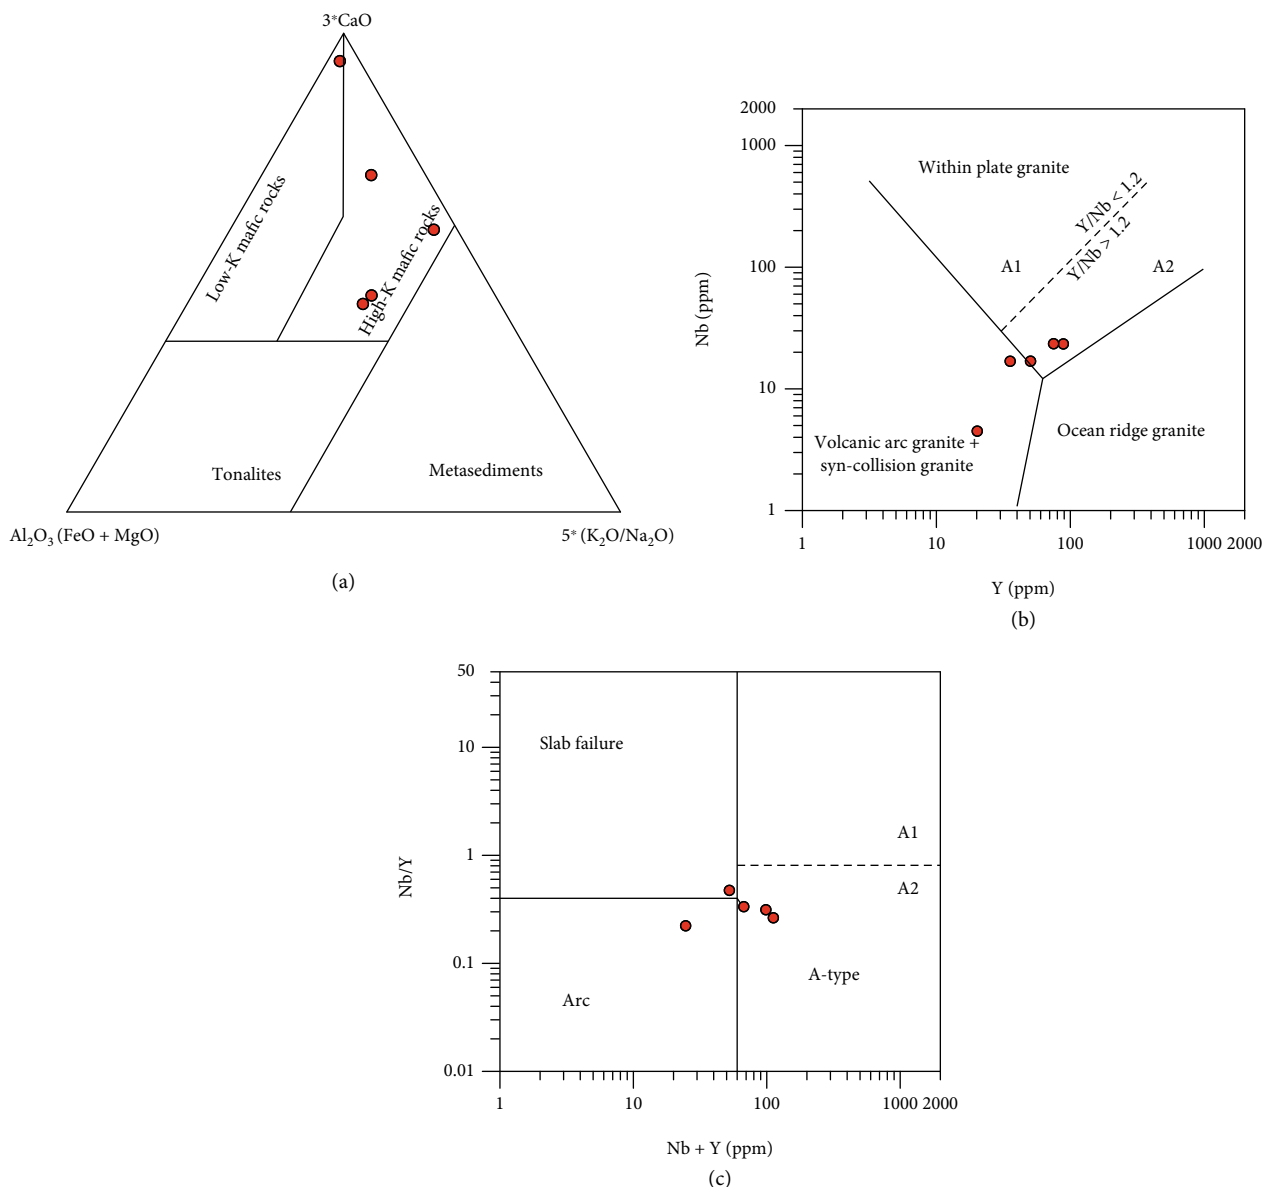 3*CaO
Low-K mafic rocks
High-K mafic rocks
Tonalites
Metasediments
Al₂O₃ (FeO + MgO)
5* (K₂O/Na₂O)
(a)
2000
1000
100
10
1
Nb (ppm)
Within plate granite
Y/Nb < 1.2
Y/Nb > 1.2
A1
A2
Volcanic arc granite +
syn-collision granite
Ocean ridge granite
1
10
100
1000 2000
Y (ppm)
(b)
50
10
1
0.1
0.01
Nb/Y
Slab failure
A1
A2
Arc
A-type
1
10
100
1000 2000
Nb + Y (ppm)
(c)